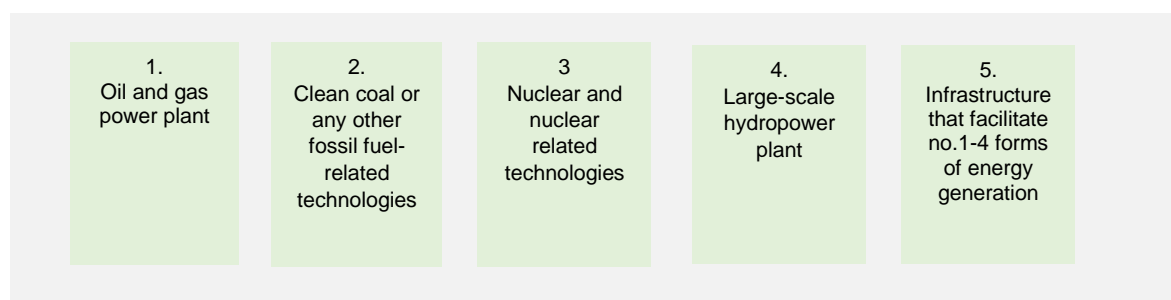 1.
Oil and gas
power plant
2.
Clean coal or
any other
fossil fuel-
related
technologies
3
Nuclear and
nuclear
related
technologies
4.
Large-scale
hydropower
plant
5.
Infrastructure
that facilitate
no.1-4 forms
of energy
generation